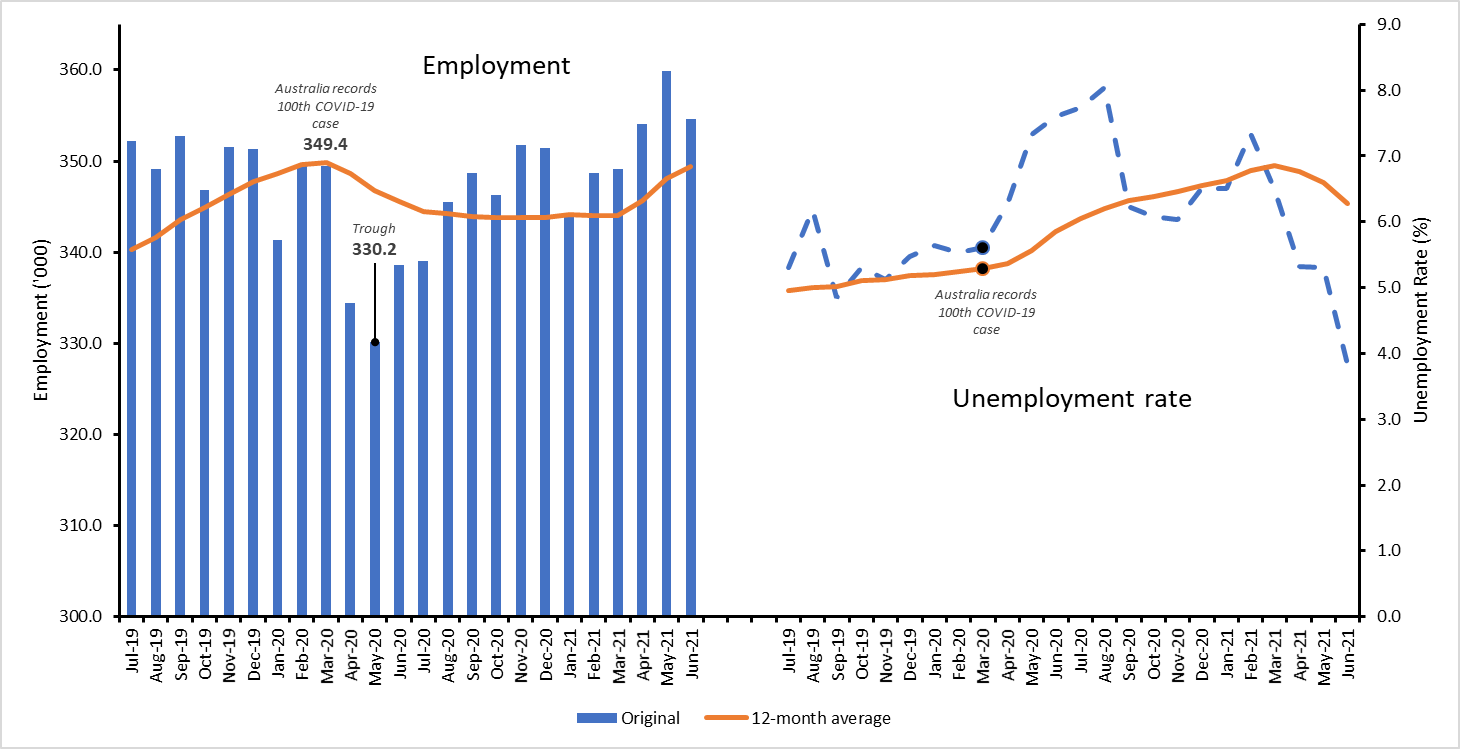 Employment
Australia records
100th COVID-19
case
349.4
Trough
330.2
Employment ('000)
360.0
350.0
340.0
330.0
320.0
310.0
300.0
Jul-19
Aug-19
Sep-19
Oct-19
Nov-19
Dec-19
Jan-20
Feb-20
Mar-20
Apr-20
May-20
Jun-20
Jul-20
Aug-20
Sep-20
Oct-20
Nov-20
Dec-20
Jan-21
Feb-21
Mar-21
Apr-21
May-21
Jun-21
Australia records
100th COVID-19
case
Unemployment rate
9.0
8.0
7.0
6.0
5.0
4.0
3.0
2.0
1.0
0.0
Unemployment Rate (%)
Jul-19
Aug-19
Sep-19
Oct-19
Nov-19
Dec-19
Jan-20
Feb-20
Mar-20
Apr-20
May-20
Jun-20
Jul-20
Aug-20
Sep-20
Oct-20
Nov-20
Dec-20
Jan-21
Feb-21
Mar-21
Apr-21
May-21
Jun-21
Original
12-month average